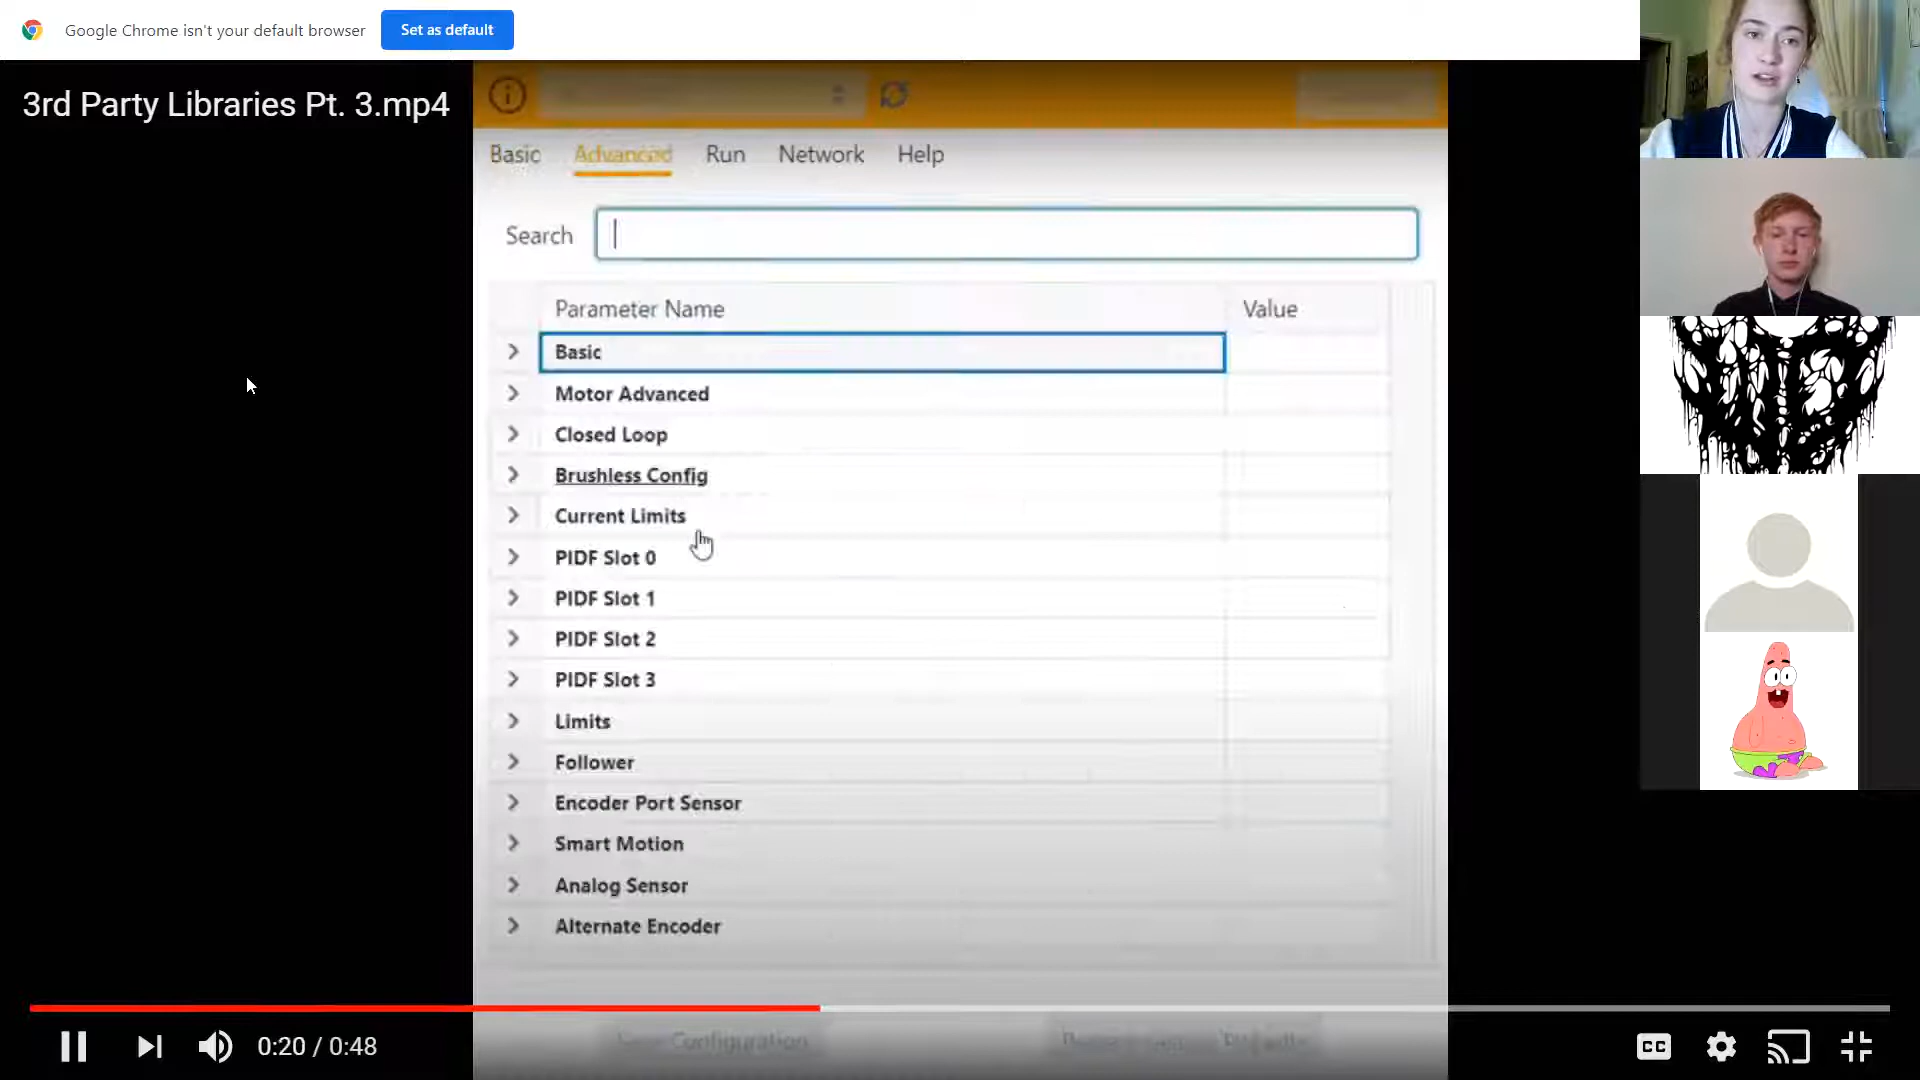 Google Chrome isn't your default browser
Set as default
3rd Party Libraries Pt. 3.mp4
Basic
Advanced
Run
Network
Help
Search
Parameter Name
Value
Basic
Motor Advanced
Closed Loop
Brushless Config
Current Limits
PIDF Slot 0
PIDF Slot 1
PIDF Slot 2
PIDF Slot 3
Limits
Follower
Encoder Port Sensor
Smart Motion
Analog Sensor
Alternate Encoder
Configuration
0:20 / 0:48
CC